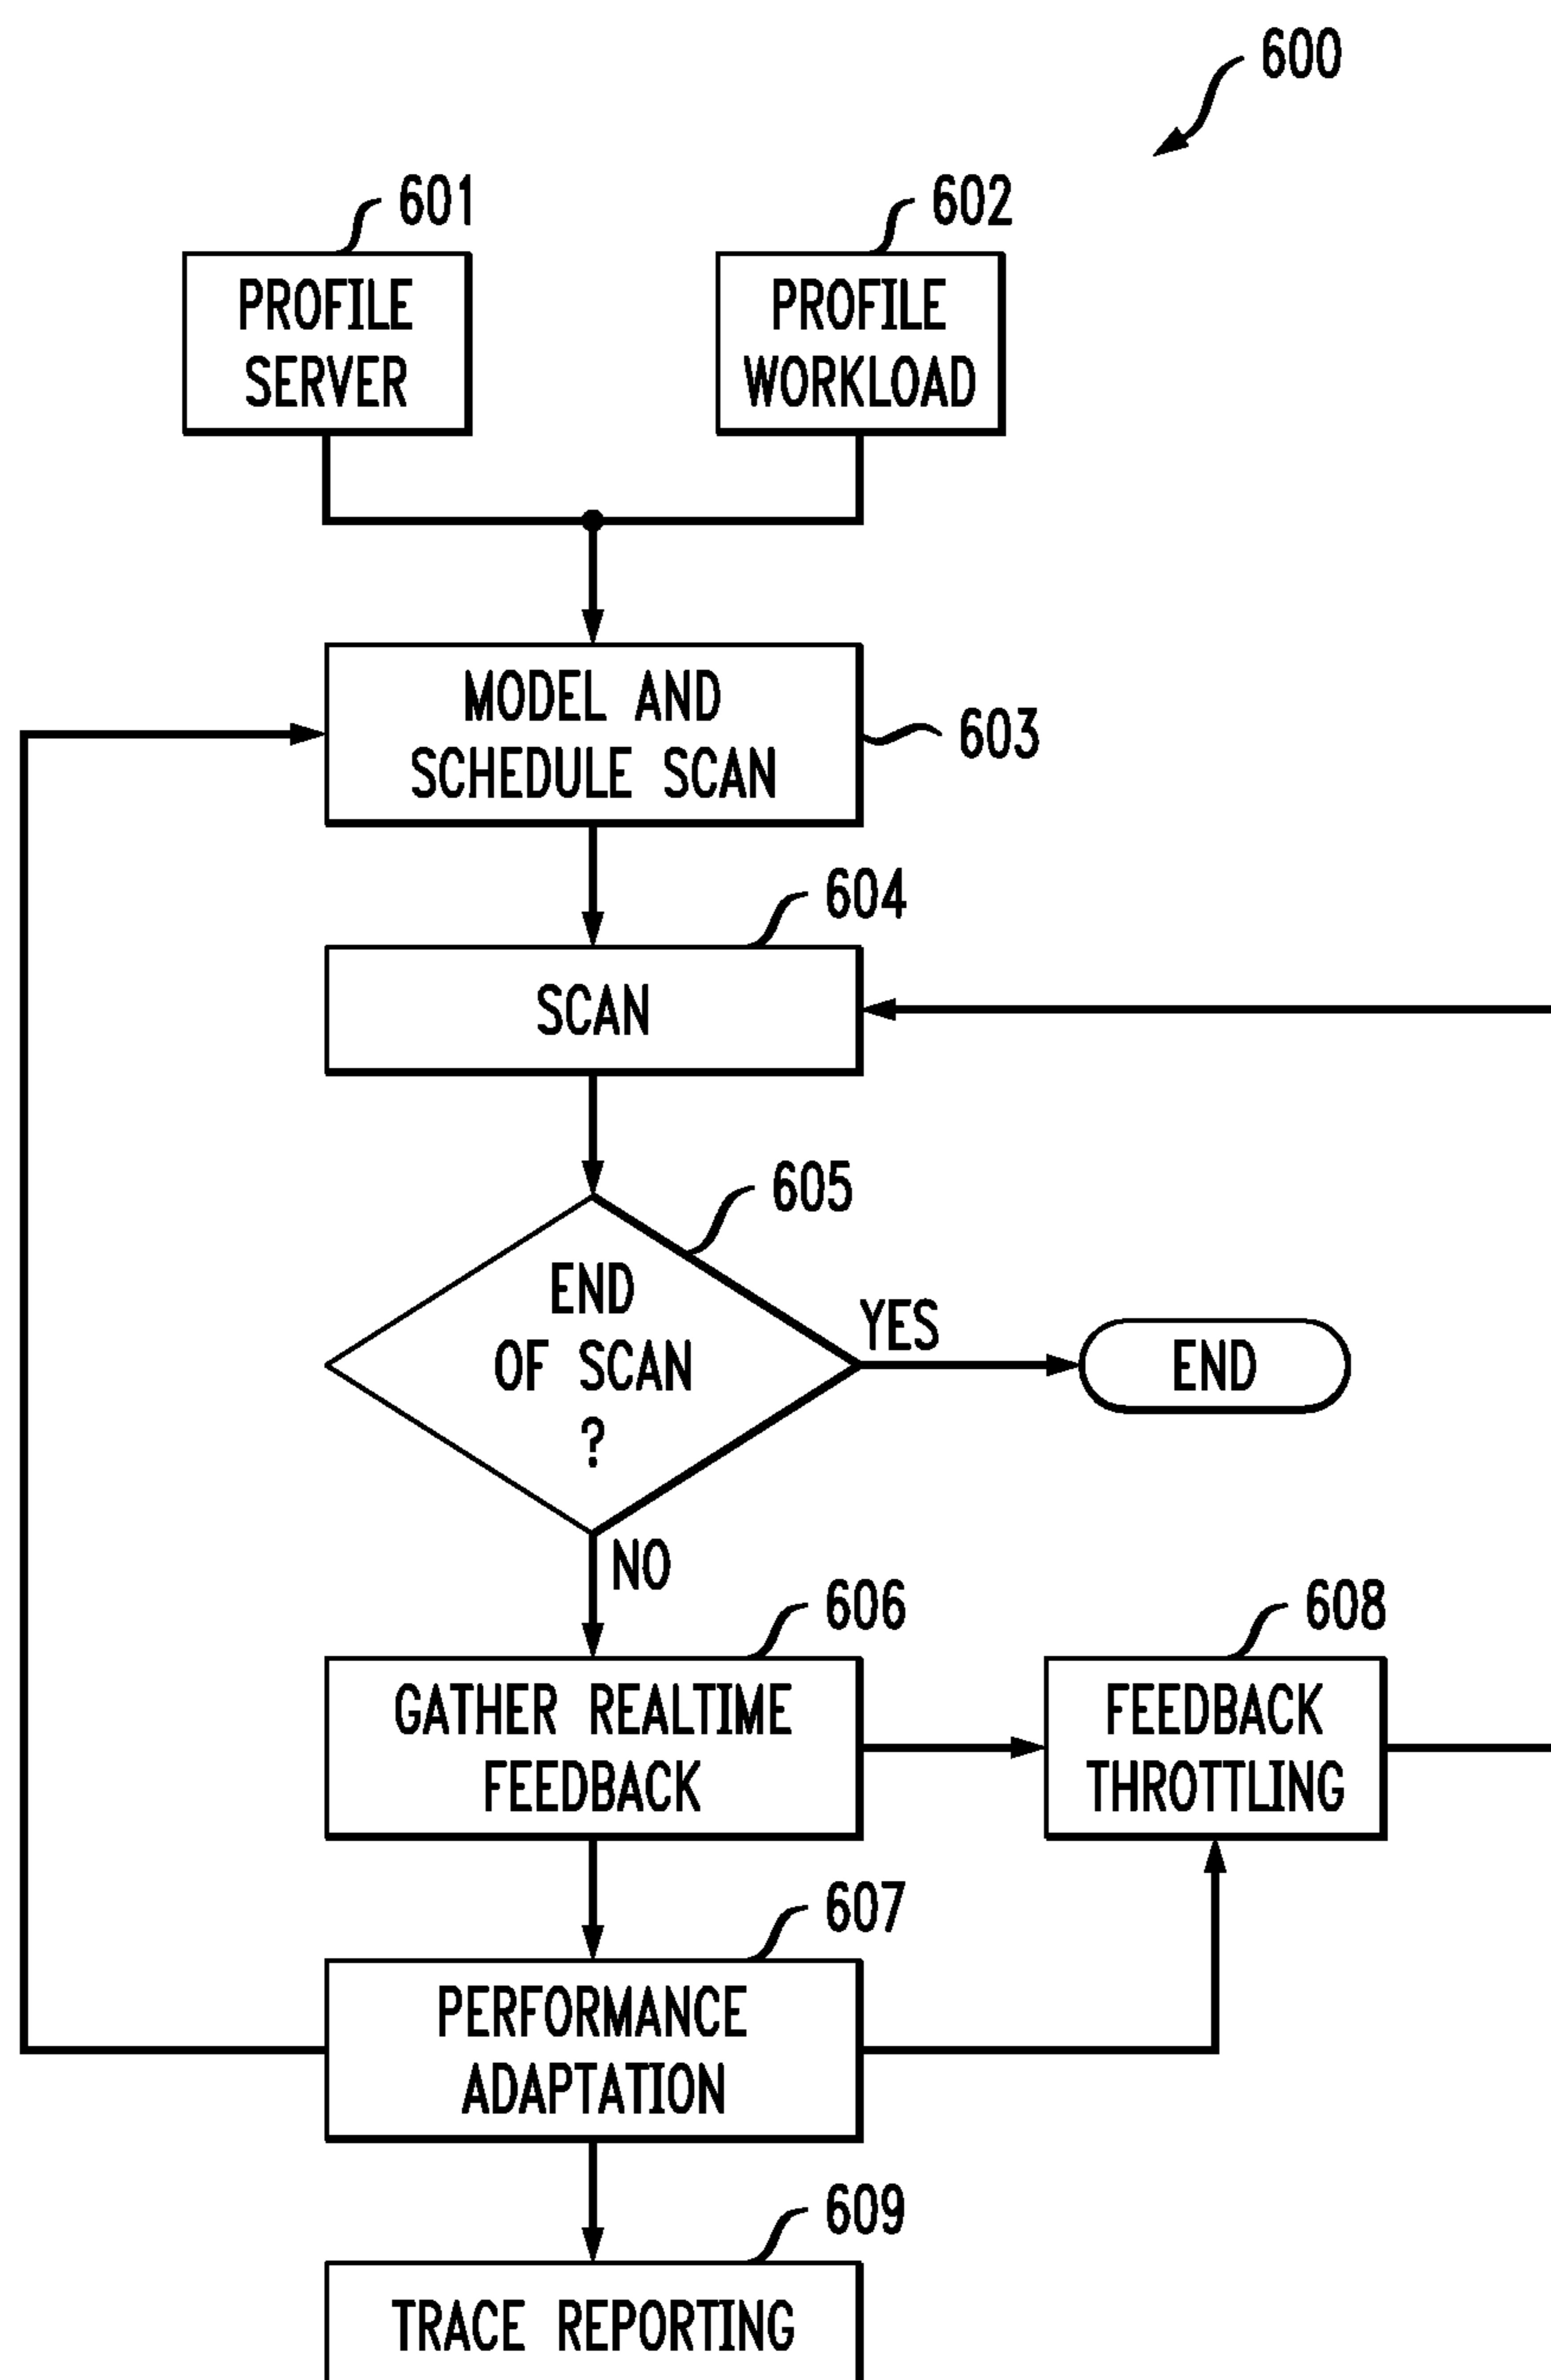 600
601
602
PROFILE
SERVER
PROFILE
WORKLOAD
MODEL AND
SCHEDULE SCAN
603
604
SCAN
605
END
OF SCAN
?
YES
END
NO
606
608
GATHER REALTIME
FEEDBACK
FEEDBACK
THROTTLING
607
PERFORMANCE
ADAPTATION
609
TRACE REPORTING